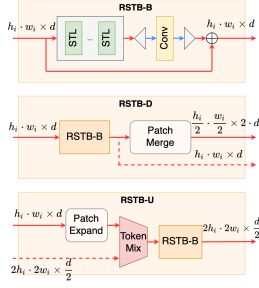 RSTB-B
h_i · w_i × d
STL
...
STL
Conv
h_i · w_i × d
RSTB-D
h_i · w_i × d
RSTB-B
Patch
Merge
h_i/2 · w_i/2 × 2 · d
h_i · w_i × d
RSTB-U
h_i · w_i × d
Patch
Expand
Token
Mix
RSTB-B
2h_i · 2w_i × d/2
2h_i · 2w_i × d/2